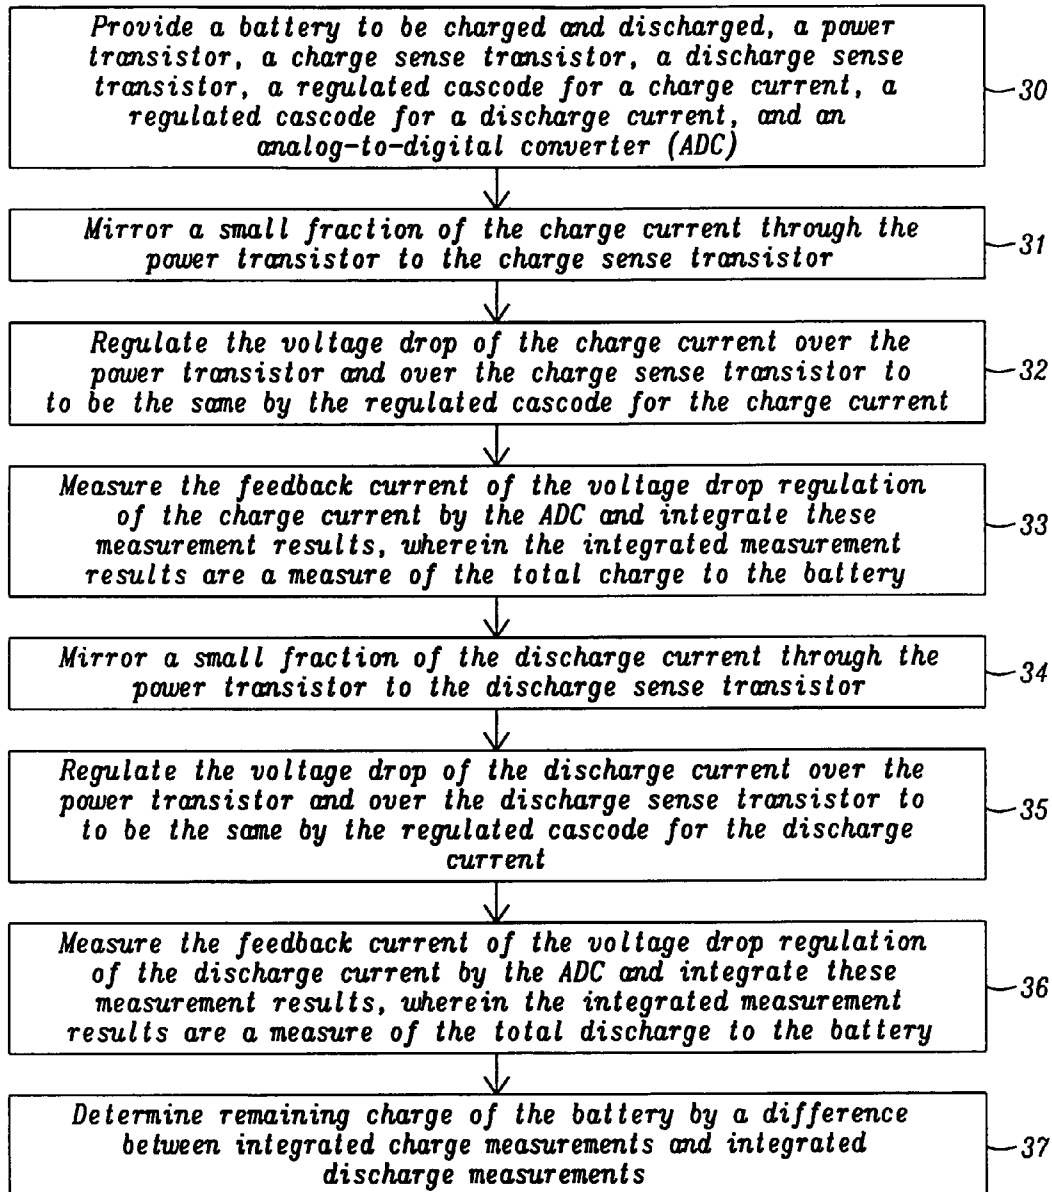 Provide a battery to be charged and discharged, a power
transistor, a charge sense transistor, a discharge sense
transistor, a regulated cascode for a charge current, a
regulated cascode for a discharge current, and an
analog-to-digital converter (ADC)
30
Mirror a small fraction of the charge current through the
power transistor to the charge sense transistor
31
Regulate the voltage drop of the charge current over the
power transistor and over the charge sense transistor to
to be the same by the regulated cascode for the charge current
32
Measure the feedback current of the voltage drop regulation
of the charge current by the ADC and integrate these
measurement results, wherein the integrated measurement
results are a measure of the total charge to the battery
33
Mirror a small fraction of the discharge current through the
power transistor to the discharge sense transistor
34
Regulate the voltage drop of the discharge current over the
power transistor and over the discharge sense transistor to
to be the same by the regulated cascode for the discharge
current
35
Measure the feedback current of the voltage drop regulation
of the discharge current by the ADC and integrate these
measurement results, wherein the integrated measurement
results are a measure of the total discharge to the battery
36
Determine remaining charge of the battery by a difference
between integrated charge measurements and integrated
discharge measurements
37